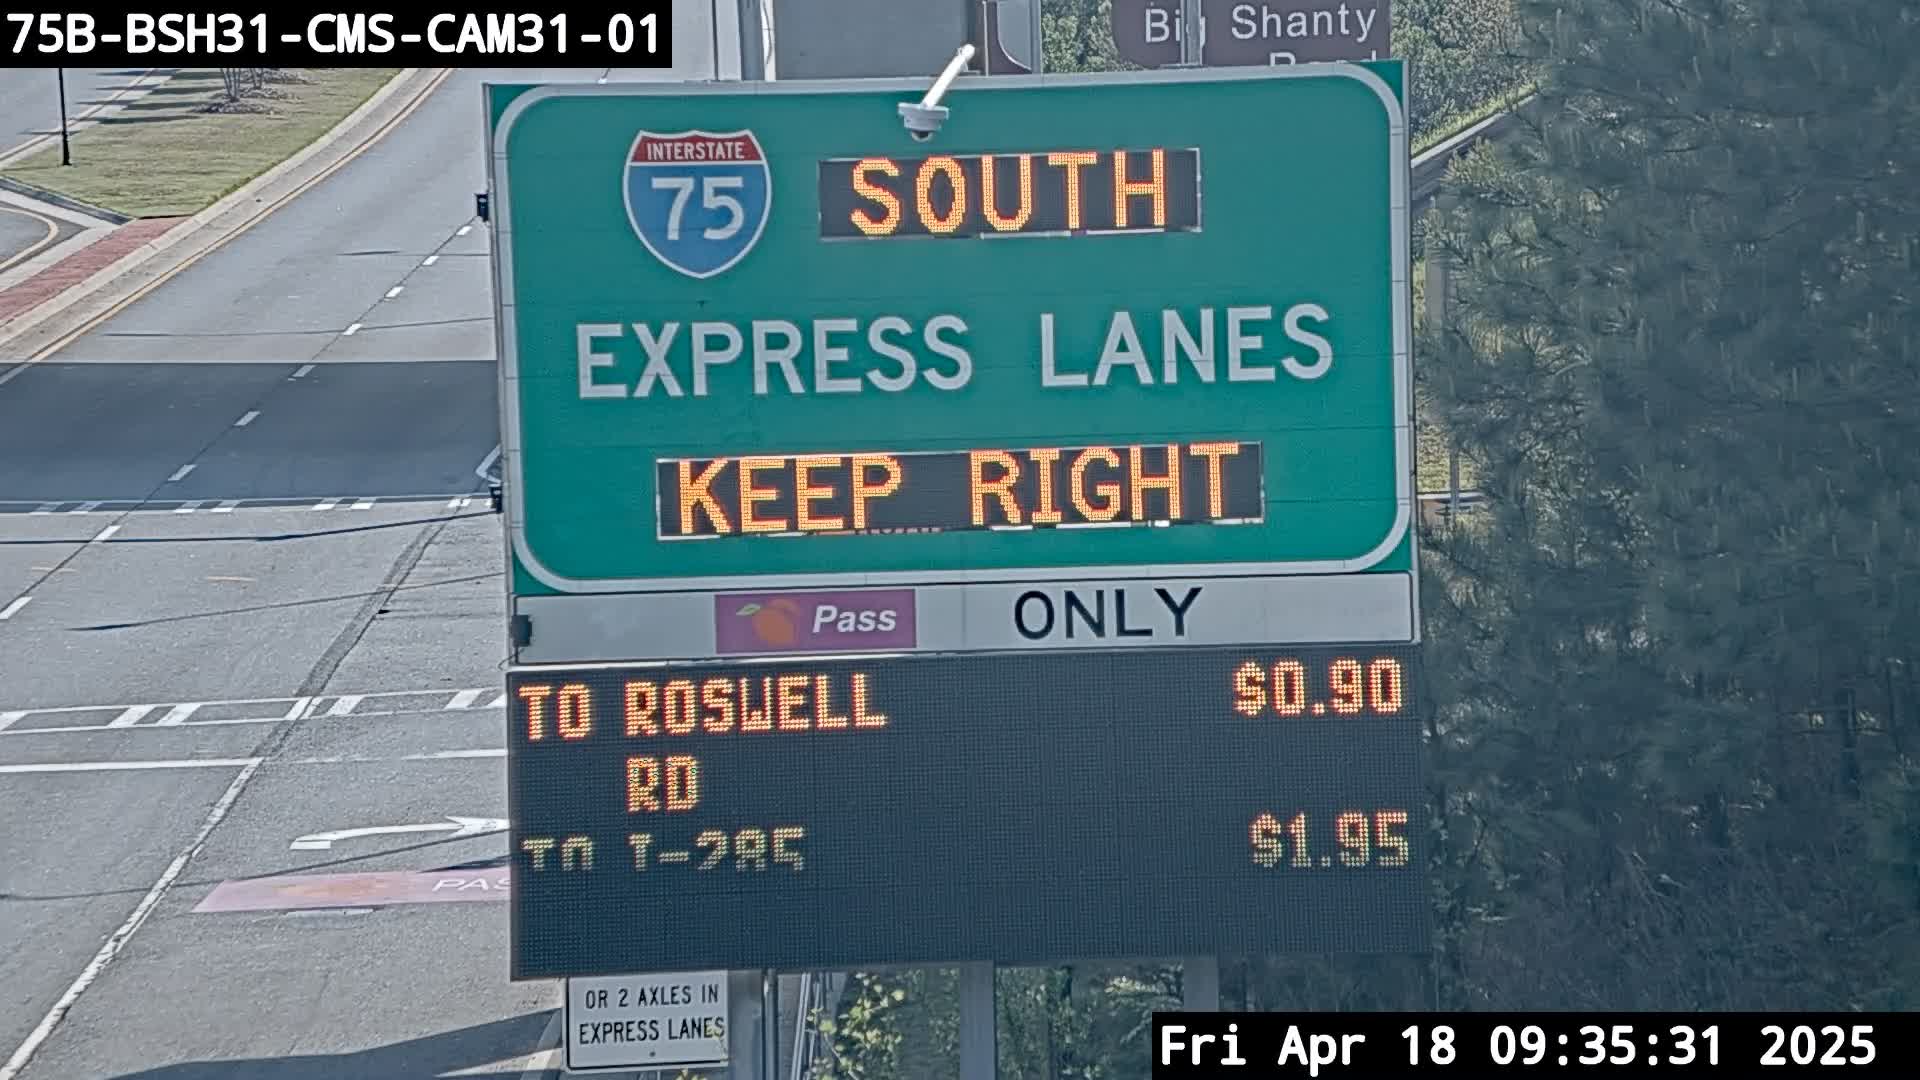 75B-BSH31-CMS-CAM31-01
Big Shanty
Road
INTERSTATE
75
SOUTH
EXPRESS LANES
KEEP RIGHT
Pass ONLY
TO ROSWELL $0.90
RD
TO I-285 $1.95
PAS
OR 2 AXLES IN
EXPRESS LANES
Fri Apr 18 09:35:31 2025